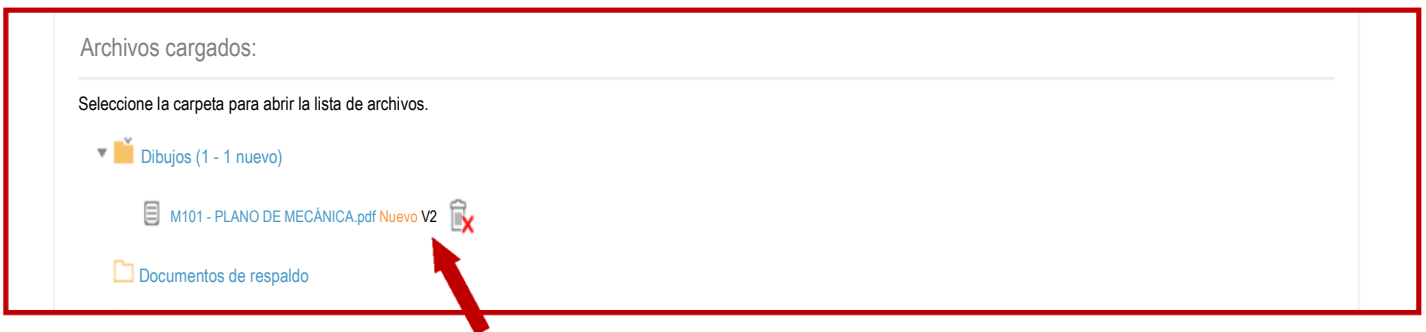 Archivos cargados:
Seleccione la carpeta para abrir la lista de archivos.
Dibujos (1 - 1 nuevo)
M101 - PLANO DE MECÁNICA.pdf Nuevo V2
Documentos de respaldo